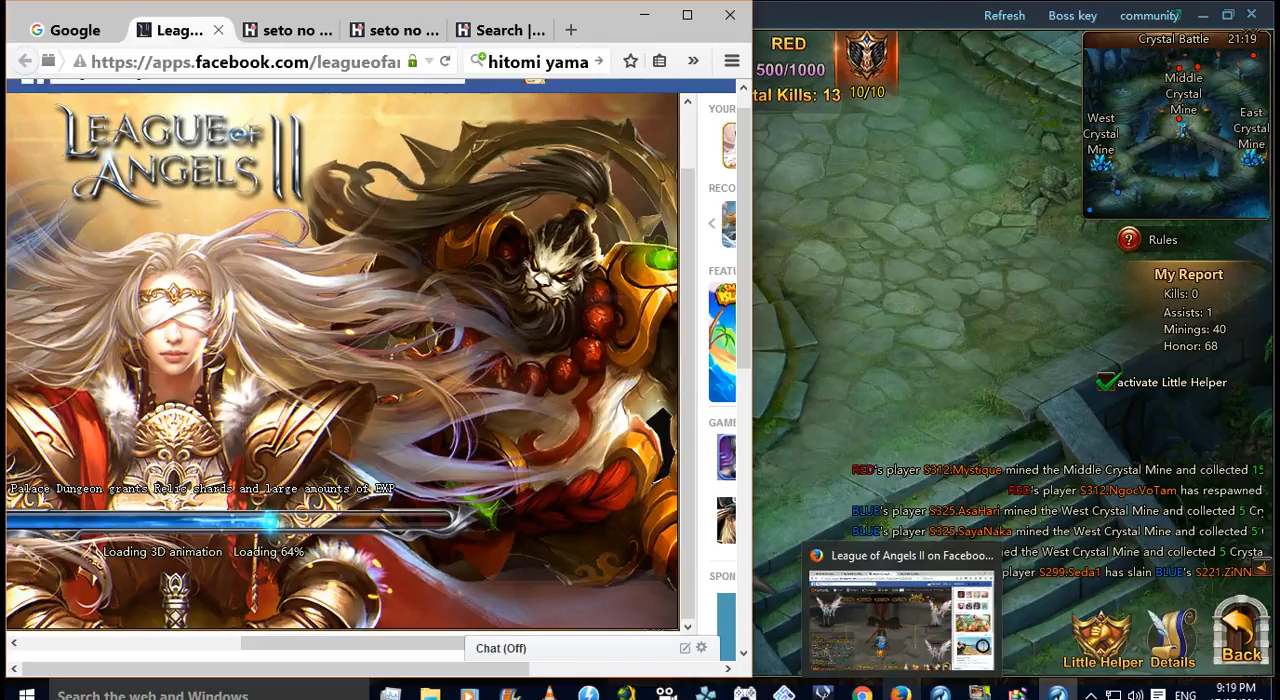 Refresh Boss key community
Google
Leag...
seto no ...
seto no ...
Search |...
https://apps.facebook.com/leagueofa
hitomi yama
LEAGUE of ANGELS II
YOUR
RECO
FEATU
GAME
SPON
Palace Dungeon grants Relic shards and large amounts of EXP
Loading 3D animation Loading 64%
Chat (Off)
RED
500/1000
tal Kills: 13
10/10
Crystal Battle 21:19
Middle Crystal Mine
West Crystal Mine
East Crystal Mine
? Rules
My Report
Kills: 0
Assists: 1
Minings: 40
Honor: 68
activate Little Helper
RED's player S312.Mystique mined the Middle Crystal Mine and collected 15
RED's player S312.NgocVoTam has respawned
BLUE's player S325.AsaHari mined the West Crystal Mine and collected 5 Cr
BLUE's player S325.SayaNaka mined the West Crystal Mine and collected 5
ed the West Crystal Mine and collected 5 Crysta
player S299.Seda1 has slain BLUE's S221.ZiNN
League of Angels II on Faceboo...
Little Helper
Details
Back
Search the web and Windows
ENG
9:19 PM